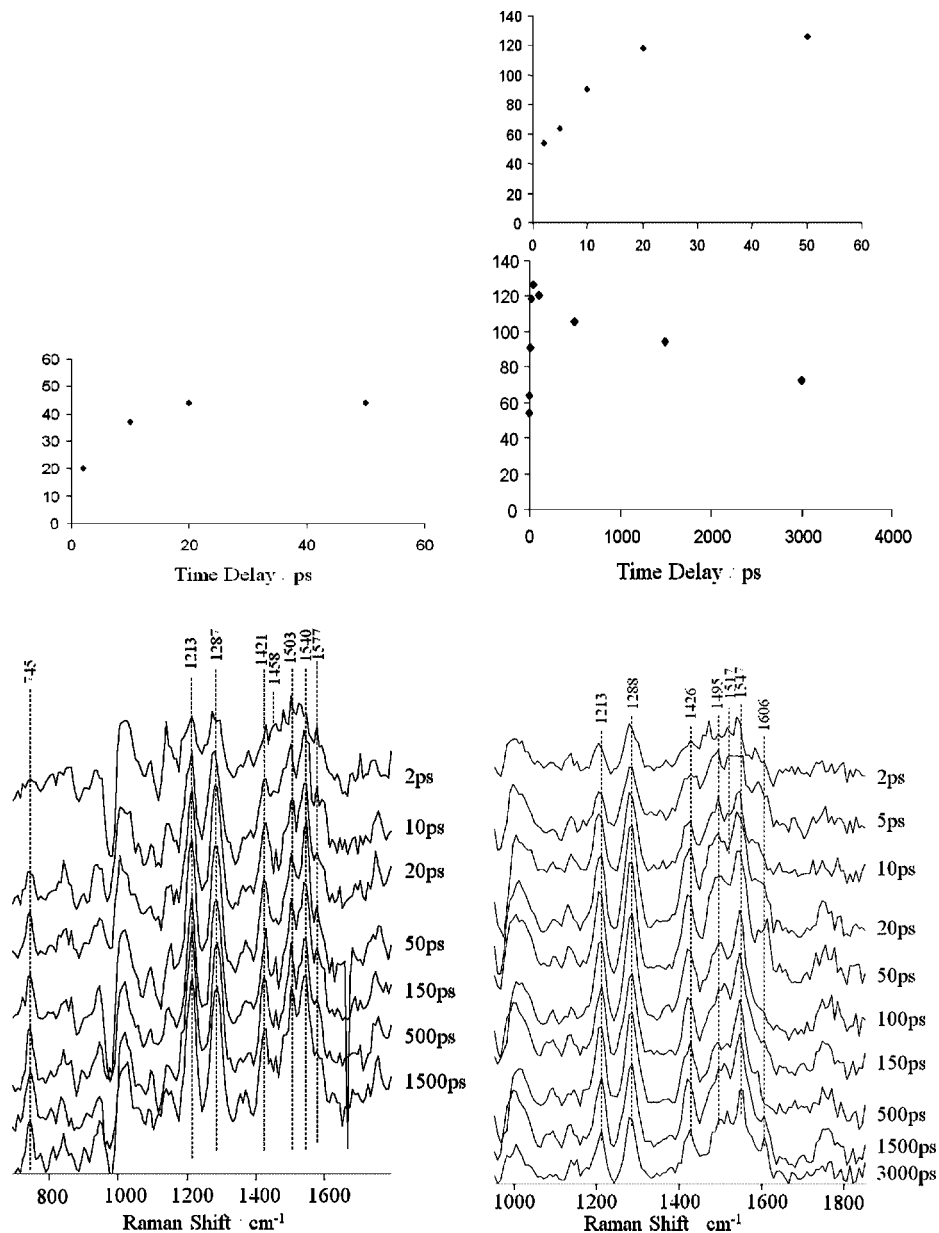 140
120
100
80
60
40
20
0
0 10 20 30 40 50 60
140
120
100
80
60
40
20
0
0 1000 2000 3000 4000
Time Delay : ps
60
50
40
30
20
10
0
0 20 40 60
Time Delay . ps
745
1213
1287
1421
1458
1503
1540
1577
2ps
10ps
20ps
50ps
150ps
500ps
1500ps
800 1000 1200 1400 1600
Raman Shift cm-1
1213
1288
1426
1495
1517
1547
1606
2ps
5ps
10ps
20ps
50ps
100ps
150ps
500ps
1500ps
3000ps
1000 1200 1400 1600 1800
Raman Shift cm-1